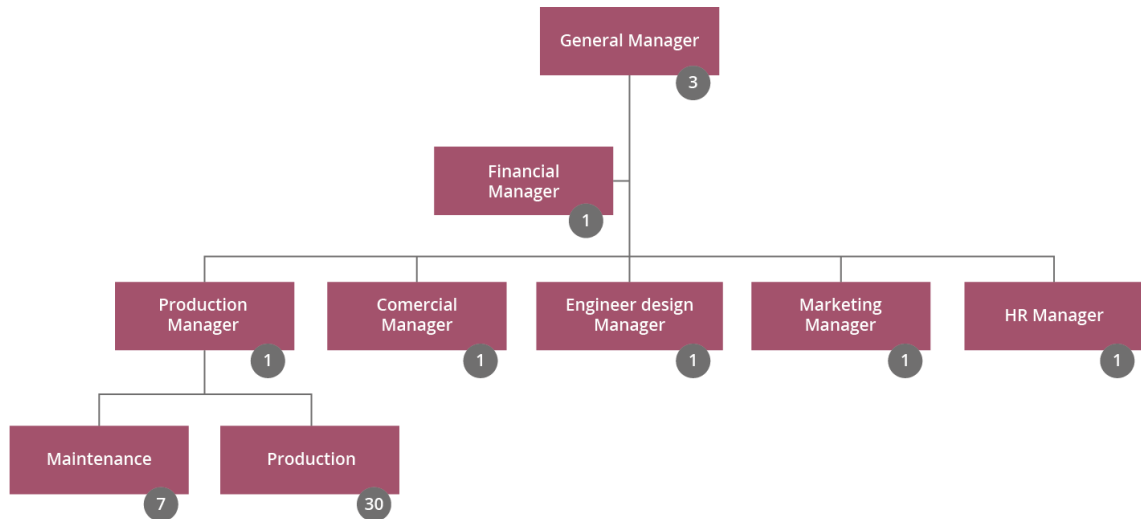 General Manager
3
Financial
Manager
1
Production
Manager
1
Comercial
Manager
1
Engineer design
Manager
1
Marketing
Manager
1
HR Manager
1
Maintenance
7
Production
30